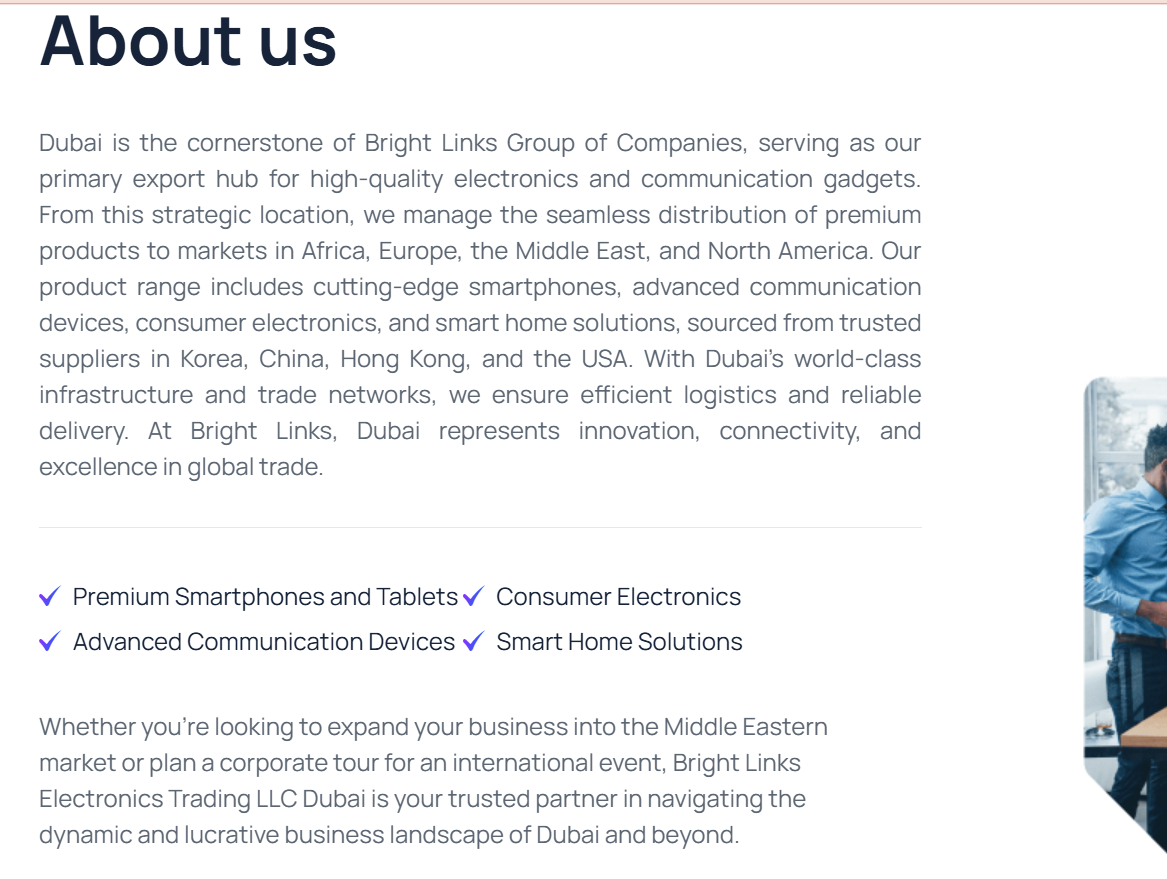 About us
Dubai is the cornerstone of Bright Links Group of Companies, serving as our
primary export hub for high-quality electronics and communication gadgets.
From this strategic location, we manage the seamless distribution of premium
products to markets in Africa, Europe, the Middle East, and North America. Our
product range includes cutting-edge smartphones, advanced communication
devices, consumer electronics, and smart home solutions, sourced from trusted
suppliers in Korea, China, Hong Kong, and the USA. With Dubai’s world-class
infrastructure and trade networks, we ensure efficient logistics and reliable
delivery. At Bright Links, Dubai represents innovation, connectivity, and
excellence in global trade.
Premium Smartphones and Tablets Consumer Electronics
Advanced Communication Devices Smart Home Solutions
Whether you’re looking to expand your business into the Middle Eastern
market or plan a corporate tour for an international event, Bright Links
Electronics Trading LLC Dubai is your trusted partner in navigating the
dynamic and lucrative business landscape of Dubai and beyond.